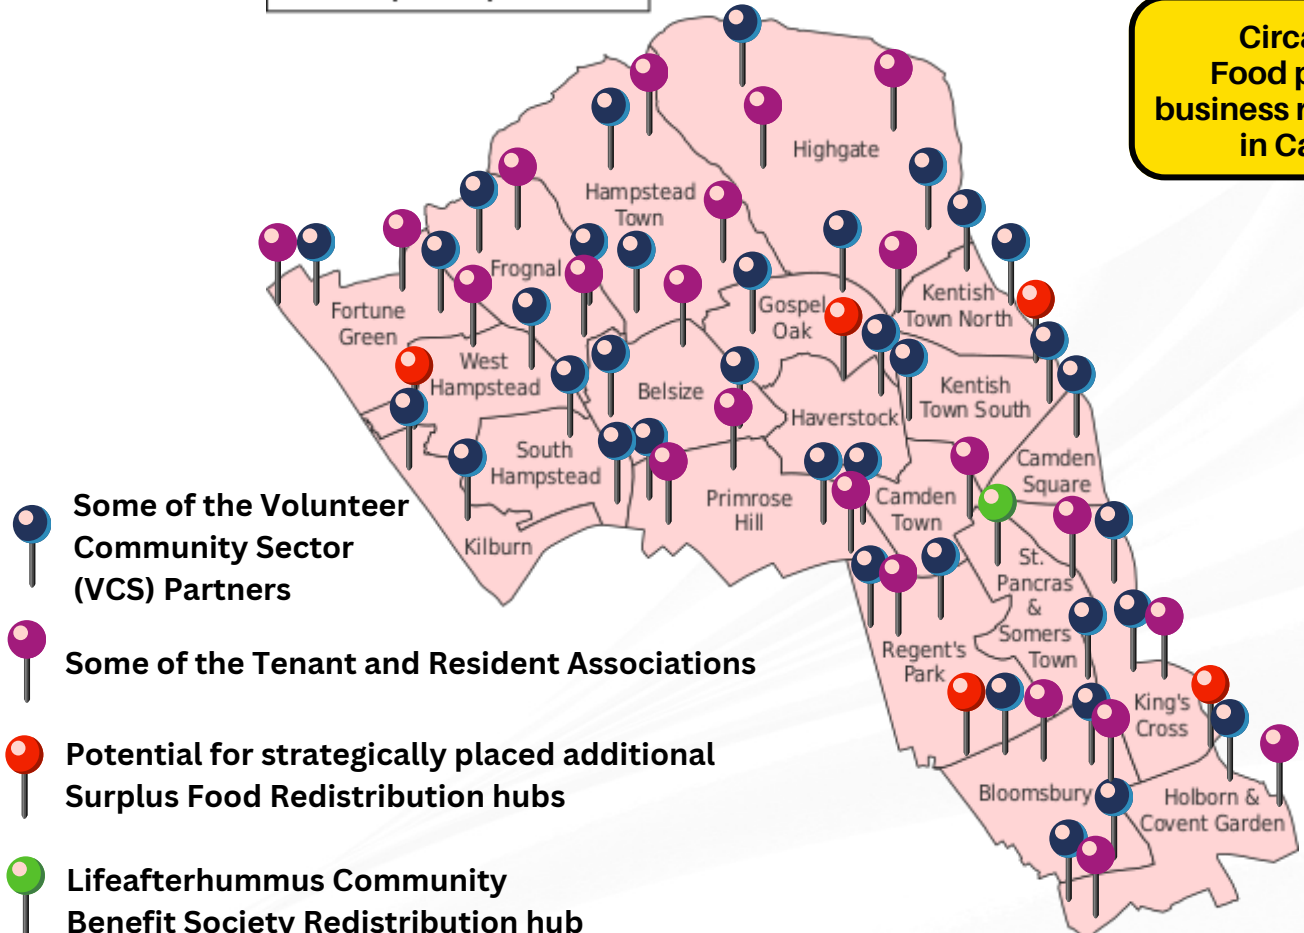 Food
business
in
Highgate
Hampstead
Town
Frognal
Fortune
Green
Gospel
Oak
Kentish
Town North
West
Hampstead
Belsize
Kentish
Town South
Haverstock
South
Hampstead
Camden
Square
Primrose
Hill
Camden
Town
Kilburn
St.
Pancras
&
Somers
Town
Regent's
Park
King's
Cross
Bloomsbury
Holborn &
Covent Garden
Some of the Volunteer
Community Sector
(VCS) Partners
Some of the Tenant and Resident Associations
Potential for strategically placed additional
Surplus Food Redistribution hubs
Lifeafterhummus Community
Benefit Society Redistribution hub